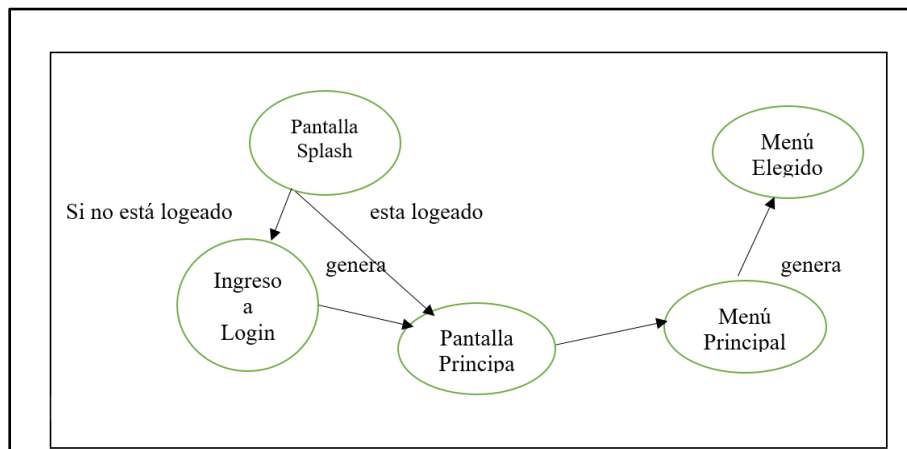 Pantalla
Splash
Menú
Elegido
Si no está logeado
esta logeado
genera
genera
Ingreso
a
Login
Pantalla
Principa
Menú
Principal